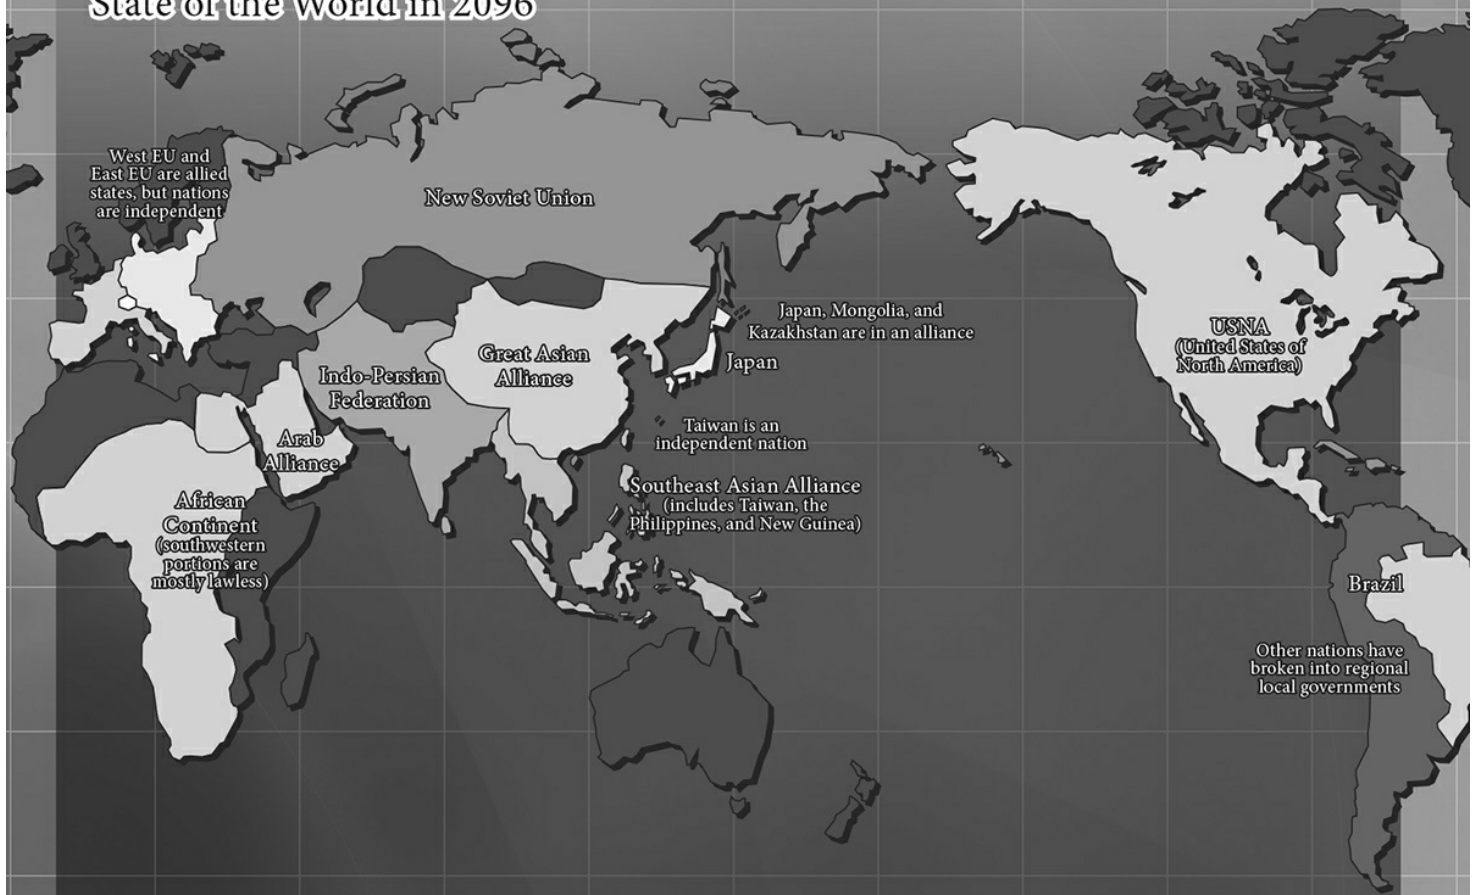 State of the World in 2096
West EU and
East EU are allied
states, but nations
are independent
New Soviet Union
Japan, Mongolia, and
Kazakhstan are in an alliance
Japan
Great Asian
Alliance
Indo-Persian
Federation
USNA
(United States of
North America)
Arab
Alliance
Taiwan is an
independent nation
Southeast Asian Alliance
(includes Taiwan, the
Philippines, and New Guinea)
African
Continent
(southwestern
portions are
mostly lawless)
Brazil
Other nations have
broken into regional
local governments